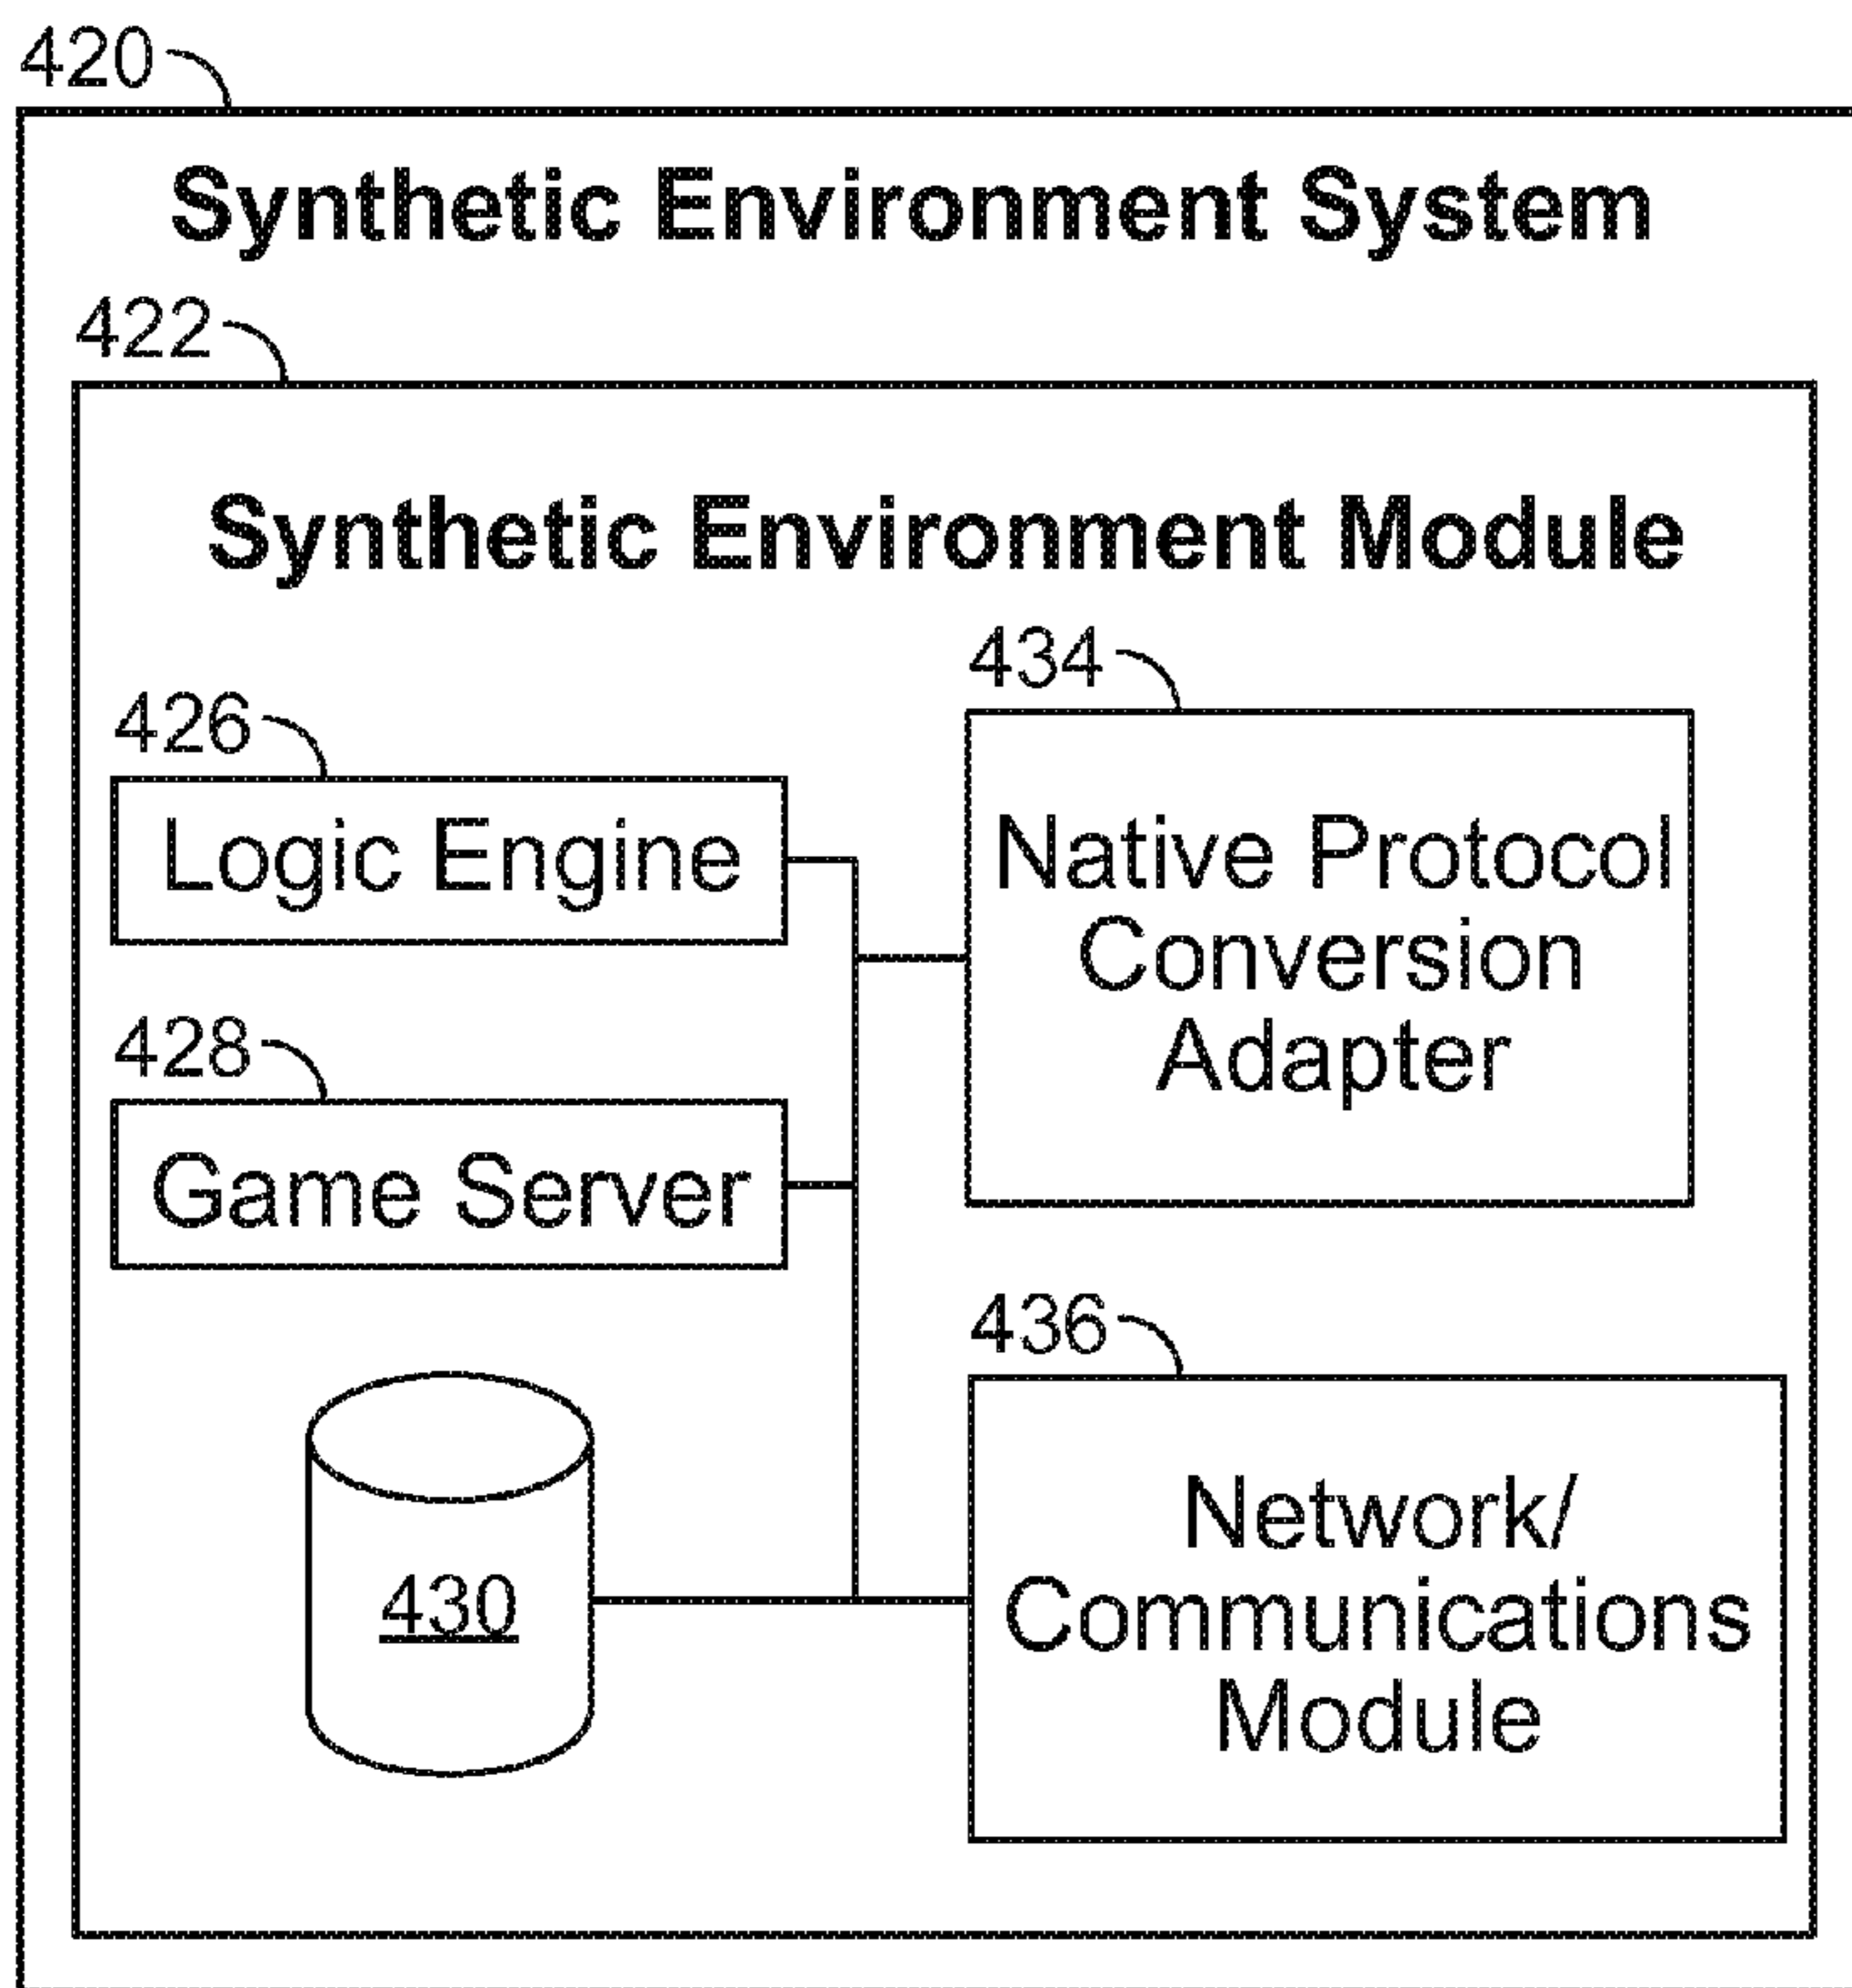 420
Synthetic Environment System
422
Synthetic Environment Module
426
Logic Engine
428
Game Server
430
434
Native Protocol
Conversion
Adapter
436
Network/
Communications
Module